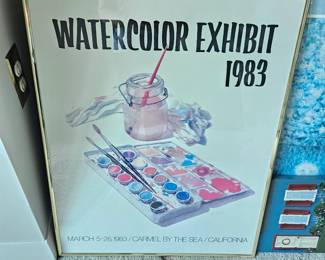 WATERCOLOR EXHIBIT
1983
MARCH 5-26, 1983 / CARMEL BY THE SEA / CALIFORNIA